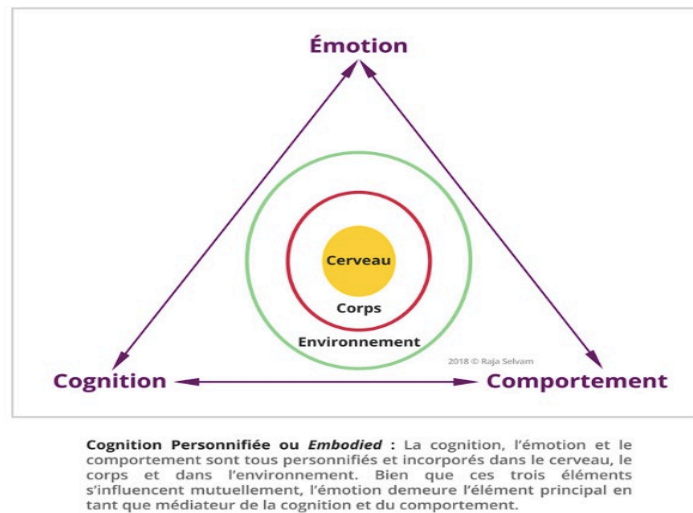 Émotion
Cerveau
Corps
Environnement
2018 © Raja Selvam
Cognition
Comportement
Cognition Personnifiée ou Embodied : La cognition, l’émotion et le
comportement sont tous personnifiés et incorporés dans le cerveau, le
corps et dans l’environnement. Bien que ces trois éléments
s’influencent mutuellement, l’émotion demeure l’élément principal en
tant que médiateur de la cognition et du comportement.